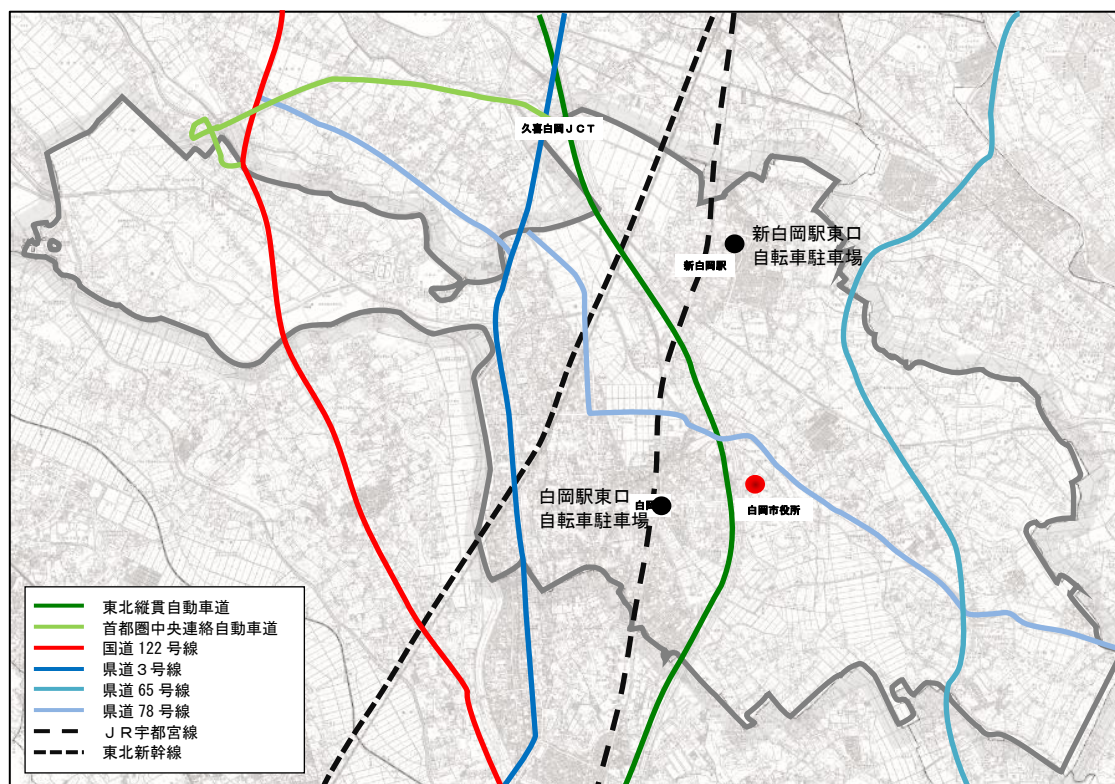 久喜白岡ＪＣＴ
新白岡駅東口
自転車駐車場
新白岡駅
白岡駅東口
自転車駐車場
白岡
白岡市役所
東北縦貫自動車道
首都圏中央連絡自動車道
国道 122 号線
県道３号線
県道 65 号線
県道 78 号線
ＪＲ宇都宮線
東北新幹線